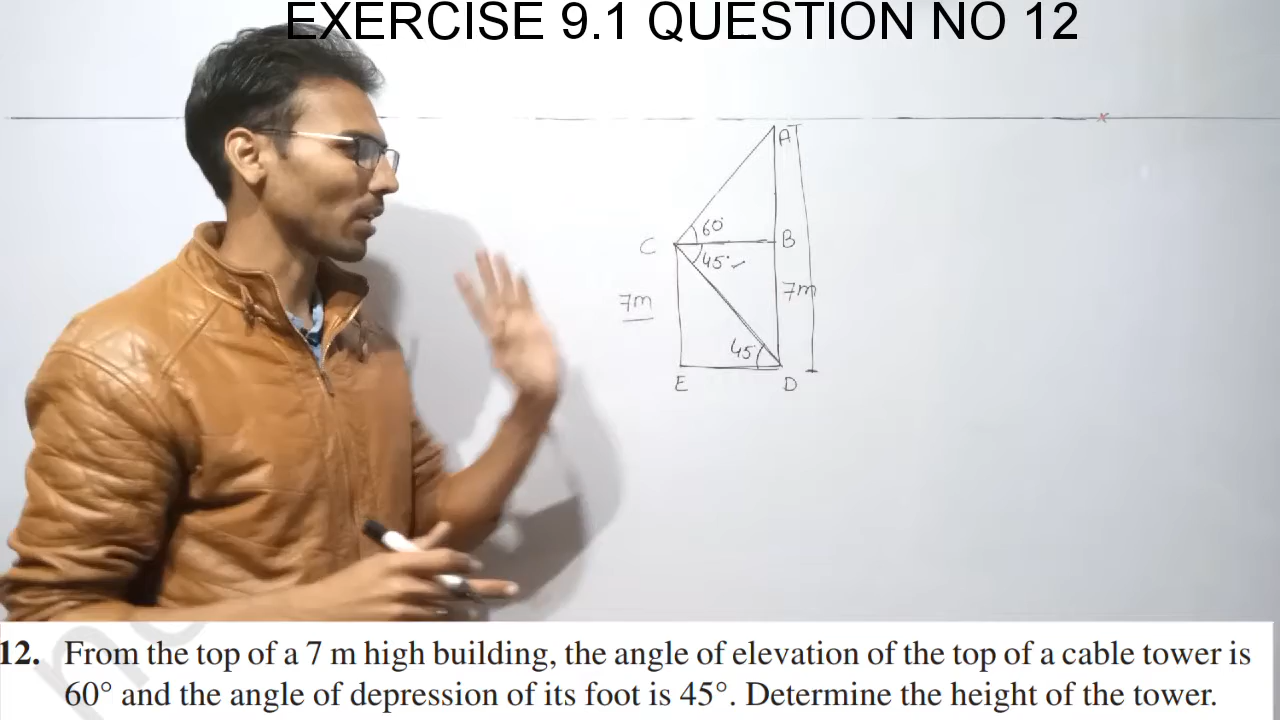 EXERCISE 9.1 QUESTION NO 12
A
60°
C
B
45°
7m
7m
45
E
D
12. From the top of a 7 m high building, the angle of elevation of the top of a cable tower is
60° and the angle of depression of its foot is 45°. Determine the height of the tower.